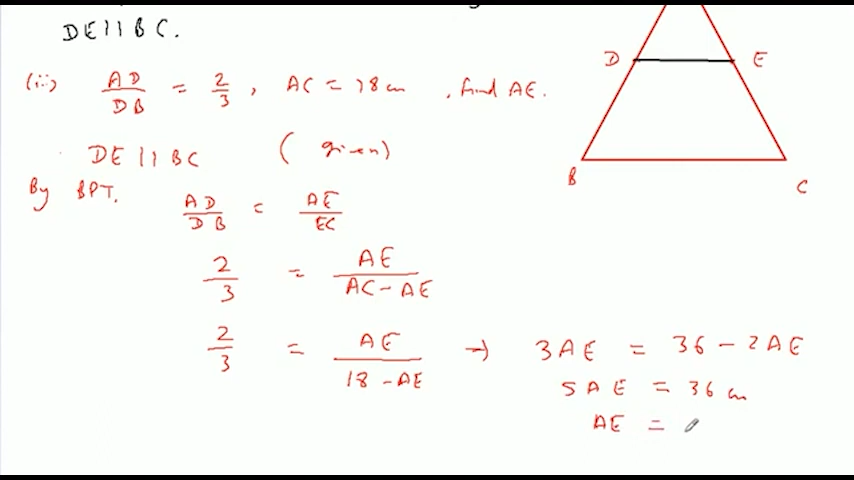 DE || BC.
(ii) AD/DB = 2/3, AC = 18 cm, find AE.
D E
DE || BC (given)
B C
By BPT. AD/DB = AE/EC
2/3 = AE/AC-AE
2/3 = AE/18-AE → 3AE = 36 - 2AE
5AE = 36 cm
AE =